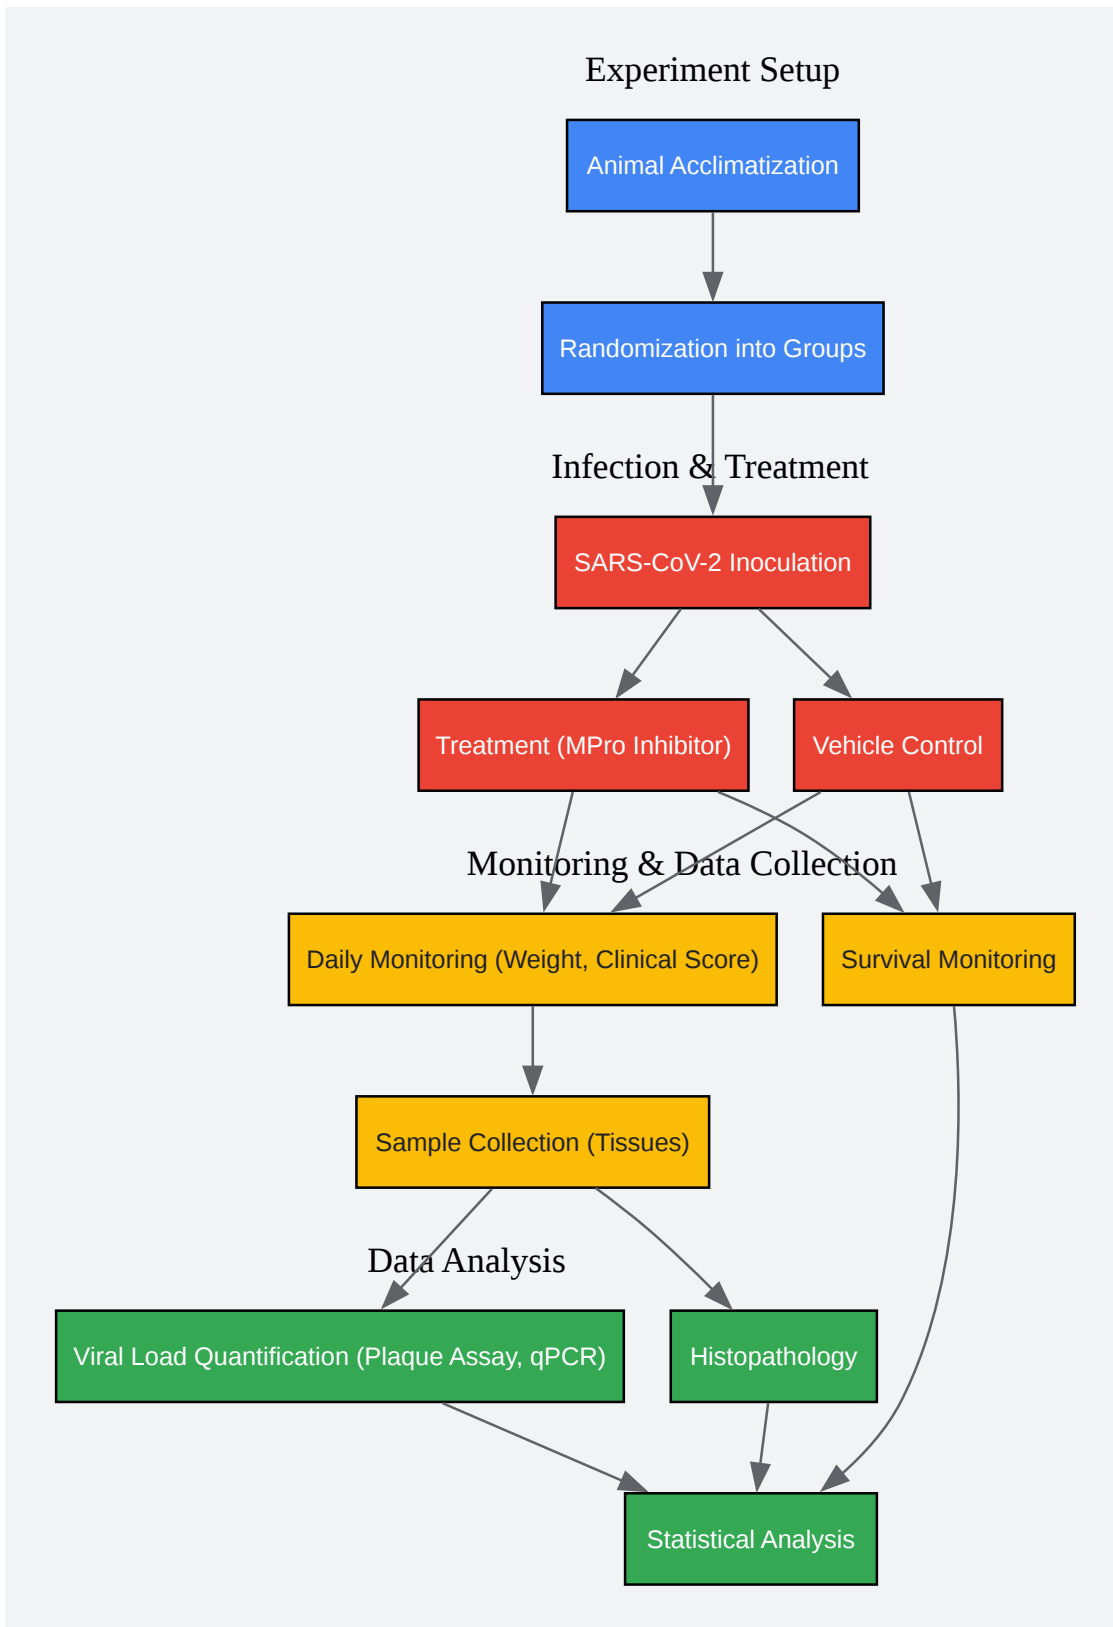 Experiment Setup
Animal Acclimatization
Randomization into Groups
Infection & Treatment
SARS-CoV-2 Inoculation
Treatment (MPro Inhibitor)
Vehicle Control
Monitoring & Data Collection
Daily Monitoring (Weight, Clinical Score)
Survival Monitoring
Sample Collection (Tissues)
Data Analysis
Viral Load Quantification (Plaque Assay, qPCR)
Histopathology
Statistical Analysis